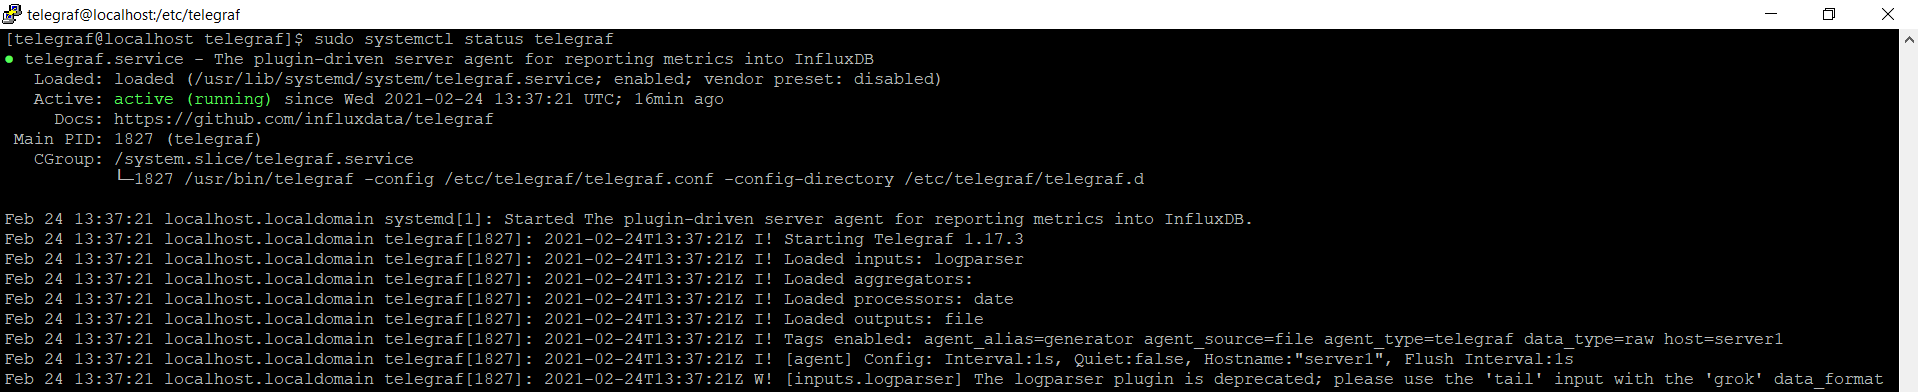 telegraf@localhost:/etc/telegraf
[telegraf@localhost telegraf]$ sudo systemctl status telegraf
● telegraf.service - The plugin-driven server agent for reporting metrics into InfluxDB
Loaded: loaded (/usr/lib/systemd/system/telegraf.service; enabled; vendor preset: disabled)
Active: active (running) since Wed 2021-02-24 13:37:21 UTC; 16min ago
Docs: https://github.com/influxdata/telegraf
Main PID: 1827 (telegraf)
CGroup: /system.slice/telegraf.service
└─1827 /usr/bin/telegraf -config /etc/telegraf/telegraf.conf -config-directory /etc/telegraf/telegraf.d
Feb 24 13:37:21 localhost.localdomain systemd[1]: Started The plugin-driven server agent for reporting metrics into InfluxDB.
Feb 24 13:37:21 localhost.localdomain telegraf[1827]: 2021-02-24T13:37:21Z I! Starting Telegraf 1.17.3
Feb 24 13:37:21 localhost.localdomain telegraf[1827]: 2021-02-24T13:37:21Z I! Loaded inputs: logparser
Feb 24 13:37:21 localhost.localdomain telegraf[1827]: 2021-02-24T13:37:21Z I! Loaded aggregators:
Feb 24 13:37:21 localhost.localdomain telegraf[1827]: 2021-02-24T13:37:21Z I! Loaded processors: date
Feb 24 13:37:21 localhost.localdomain telegraf[1827]: 2021-02-24T13:37:21Z I! Loaded outputs: file
Feb 24 13:37:21 localhost.localdomain telegraf[1827]: 2021-02-24T13:37:21Z I! Tags enabled: agent_alias=generator agent_source=file agent_type=telegraf data_type=raw host=server1
Feb 24 13:37:21 localhost.localdomain telegraf[1827]: 2021-02-24T13:37:21Z I! [agent] Config: Interval:1s, Quiet:false, Hostname:"server1", Flush Interval:1s
Feb 24 13:37:21 localhost.localdomain telegraf[1827]: 2021-02-24T13:37:21Z W! [inputs.logparser] The logparser plugin is deprecated; please use the 'tail' input with the 'grok' data_format